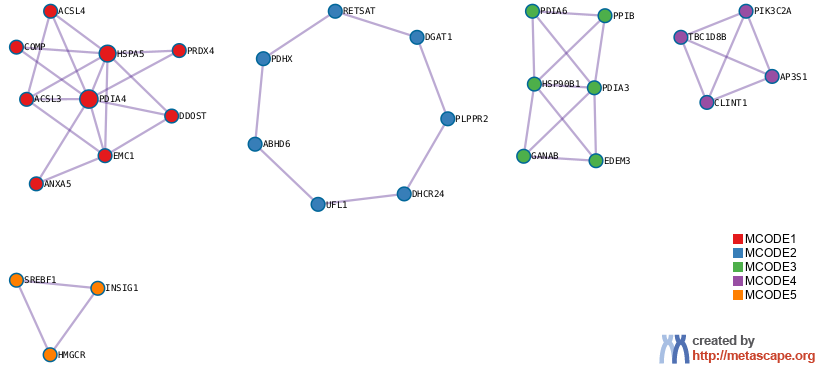 ACSL4
COMP
HSPA5
PRDX4
ACSL3
PDIA4
DDOST
EMC1
ANXA5
RETSAT
DGAT1
PDHX
PLPPR2
ABHD6
DHCR24
UFL1
PDIA6
PPIB
HSP90B1
PDIA3
GANAB
EDEM3
PIK3C2A
TBC1D8B
AP3S1
CLINT1
SREBF1
INSIG1
HMGCR
MCODE1
MCODE2
MCODE3
MCODE4
MCODE5
created by
http://metascape.org